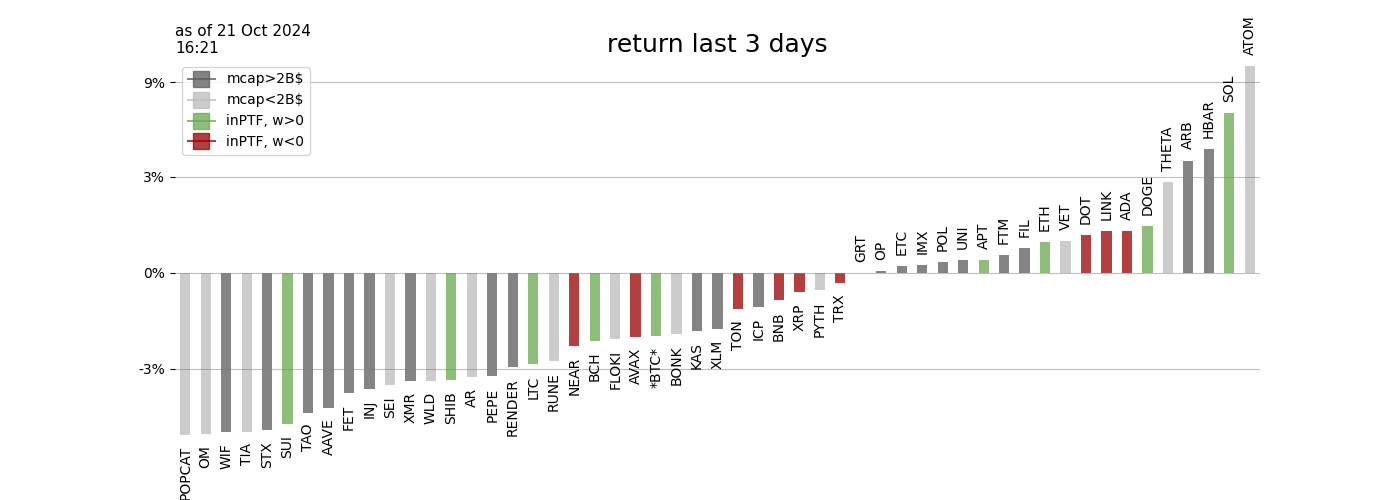 as of 21 Oct 2024
16:21
return last 3 days
mcap>2B$
mcap<2B$
inPTF, w>0
inPTF, w<0
9%
3%
0%
-3%
POPCAT
OM
WIF
TIA
STX
SUI
TAO
AAVE
FET
INJ
SEI
XMR
WLD
SHIB
AR
PEPE
RENDER
LTC
RUNE
NEAR
BCH
FLOKI
AVAX
*BTC*
BONK
KAS
XLM
TON
ICP
BNB
XRP
PYTH
TRX
GRT
OP
ETC
IMX
POL
UNI
APT
FTM
FIL
ETH
VET
DOT
LINK
ADA
DOGE
THETA
ARB
HBAR
SOL
ATOM